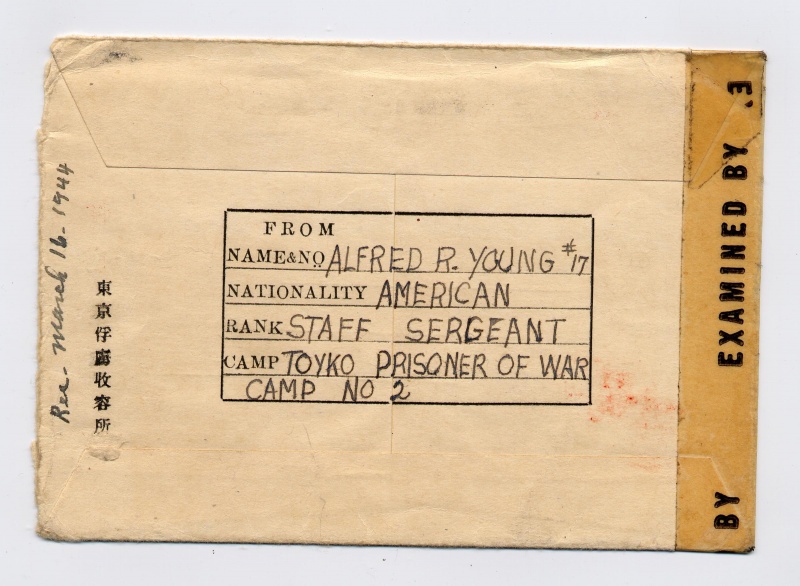 Rec. March 16-1944
東京俘虜收容所
FROM
NAME&NO. ALFRED R. YOUNG #17
NATIONALITY AMERICAN
RANK STAFF SERGEANT
CAMP TOYKO PRISONER OF WAR
CAMP NO 2
BY EXAMINED BY .3